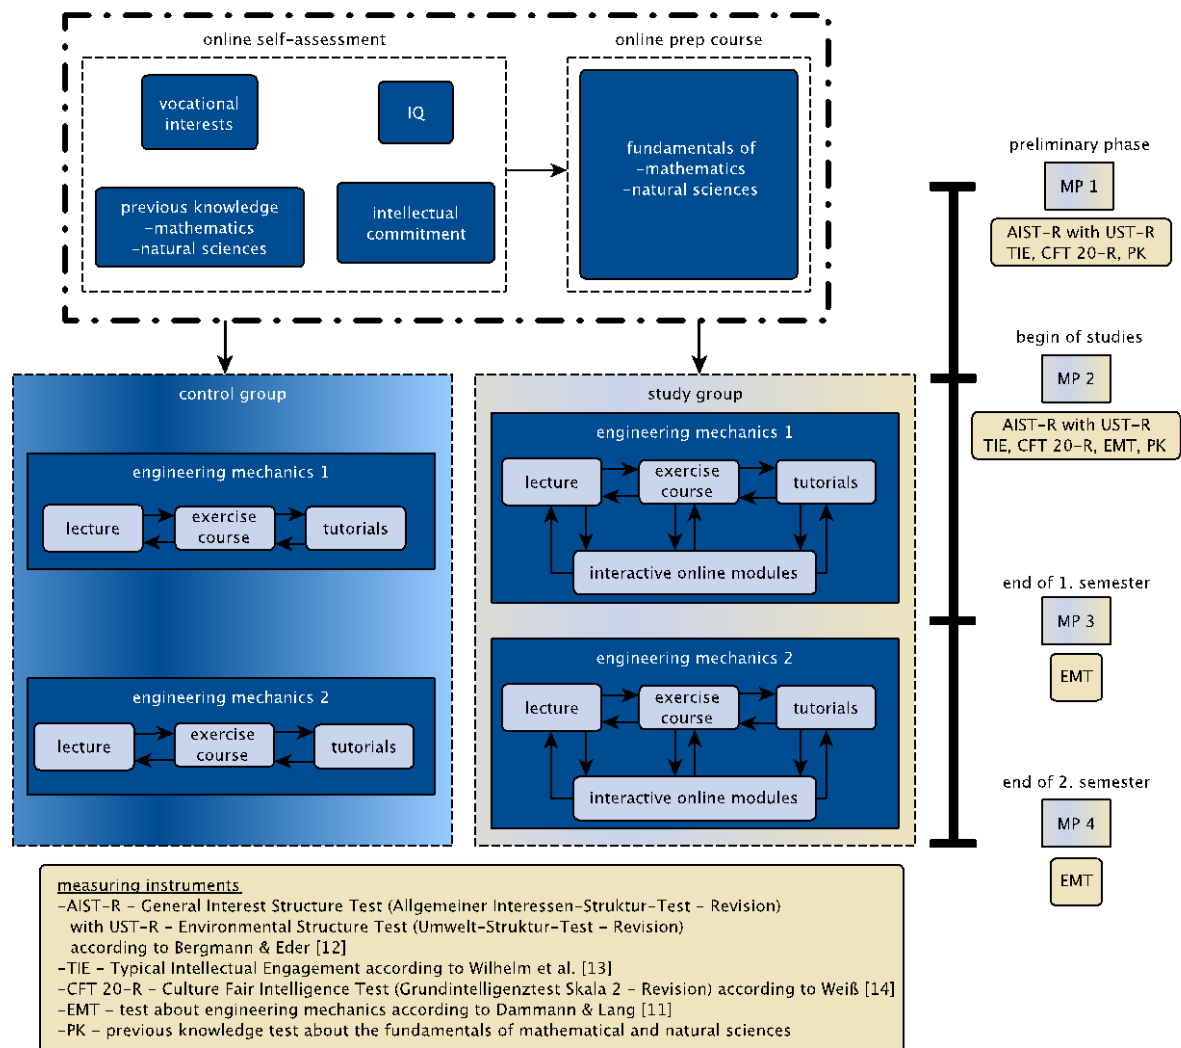 online self-assessment
online prep course
vocational
interests
IQ
previous knowledge
-mathematics
-natural sciences
intellectual
commitment
fundamentals of
-mathematics
-natural sciences
preliminary phase
MP 1
AIST-R with UST-R
TIE, CFT 20-R, PK
begin of studies
MP 2
AIST-R with UST-R
TIE, CFT 20-R, EMT, PK
control group
engineering mechanics 1
lecture
exercise
course
tutorials
engineering mechanics 2
lecture
exercise
course
tutorials
study group
engineering mechanics 1
lecture
exercise
course
tutorials
interactive online modules
engineering mechanics 2
lecture
exercise
course
tutorials
interactive online modules
end of 1. semester
MP 3
EMT
end of 2. semester
MP 4
EMT
measuring instruments
-AIST-R - General Interest Structure Test (Allgemeiner Interessen-Struktur-Test - Revision)
with UST-R - Environmental Structure Test (Umwelt-Struktur-Test - Revision)
according to Bergmann & Eder [12]
-TIE - Typical Intellectual Engagement according to Wilhelm et al. [13]
-CFT 20-R - Culture Fair Intelligence Test (Grundintelligenztest Skala 2 - Revision) according to Weiß [14]
-EMT - test about engineering mechanics according to Dammann & Lang [11]
-PK - previous knowledge test about the fundamentals of mathematical and natural sciences